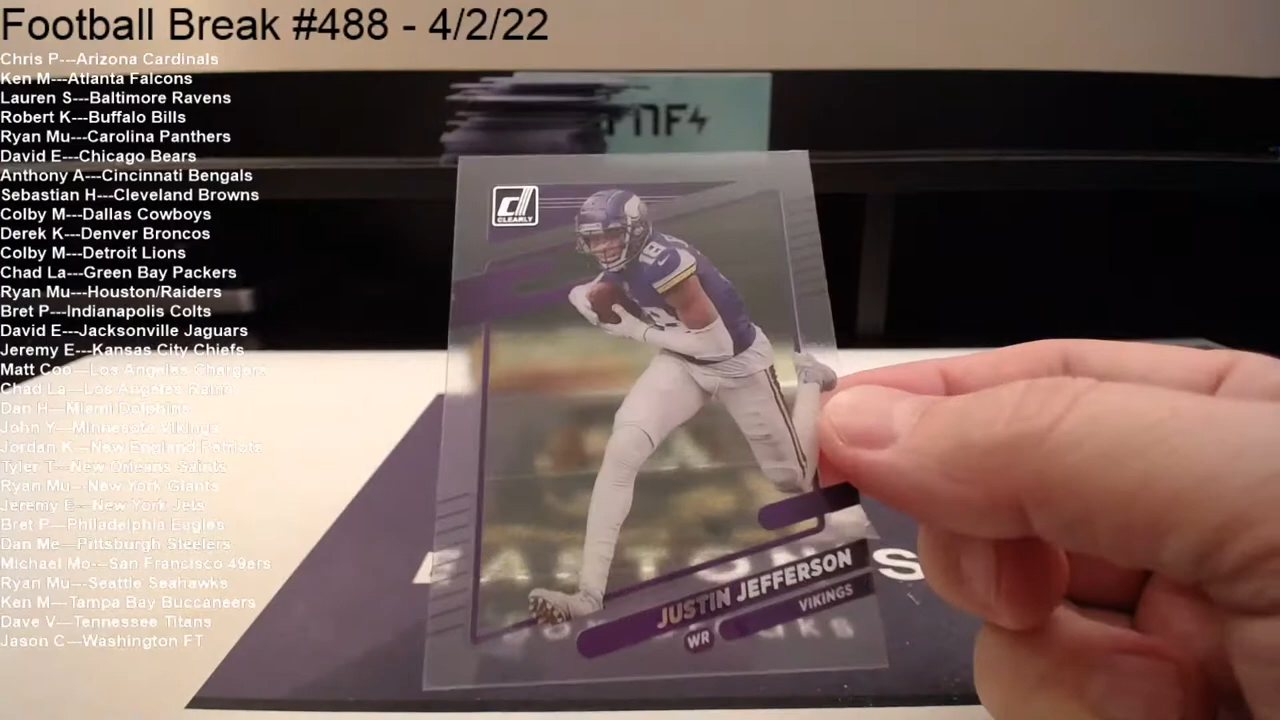 Football Break #488 - 4/2/22
Chris P---Arizona Cardinals
Ken M---Atlanta Falcons
Lauren S---Baltimore Ravens
Robert K---Buffalo Bills
Ryan Mu---Carolina Panthers
David E---Chicago Bears
Anthony A---Cincinnati Bengals
Sebastian H---Cleveland Browns
Colby M---Dallas Cowboys
Derek K---Denver Broncos
Colby M---Detroit Lions
Chad La---Green Bay Packers
Ryan Mu---Houston/Raiders
Bret P---Indianapolis Colts
David E---Jacksonville Jaguars
Jeremy E---Kansas City Chiefs
Matt Coo---Los Angeles Chargers
Chad La---Los Angeles Rams
Dan H---Miami Dolphins
John Y---Minnesota Vikings
Jordan K---New England Patriots
Tyler T---New Orleans Saints
Ryan Mu---New York Giants
Jeremy E---New York Jets
Bret P---Philadelphia Eagles
Dan Me---Pittsburgh Steelers
Michael Mo---San Francisco 49ers
Ryan Mu---Seattle Seahawks
Ken M---Tampa Bay Buccaneers
Dave V---Tennessee Titans
Jason C---Washington FT
d
CLEARLY
18
JUSTIN JEFFERSON
VIKINGS
WR